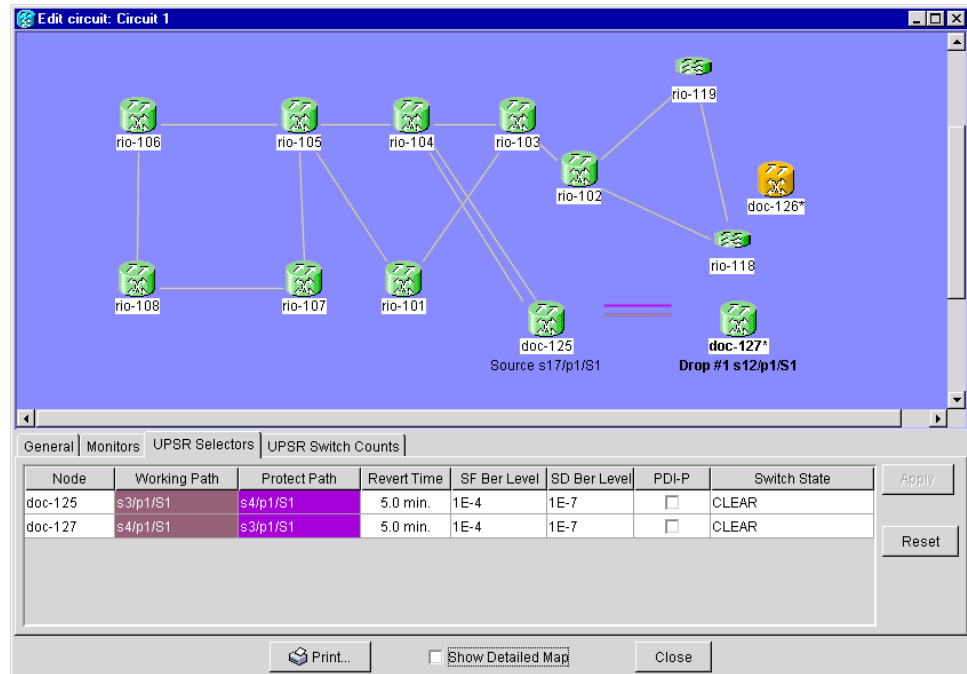 Edit circuit: Circuit 1
rio-119
rio-106
rio-105
rio-104
rio-103
rio-102
doc-126*
rio-118
rio-108
rio-107
rio-101
doc-125
Source s17/p1/S1
doc-127*
Drop #1 s12/p1/S1
General Monitors UPSR Selectors UPSR Switch Counts
Node Working Path Protect Path Revert Time SF Ber Level SD Ber Level PDI-P Switch State
doc-125 s3/p1/S1 s4/p1/S1 5.0 min. 1E-4 1E-7 CLEAR
doc-127 s4/p1/S1 s3/p1/S1 5.0 min. 1E-4 1E-7 CLEAR
Apply
Reset
Print... Show Detailed Map Close